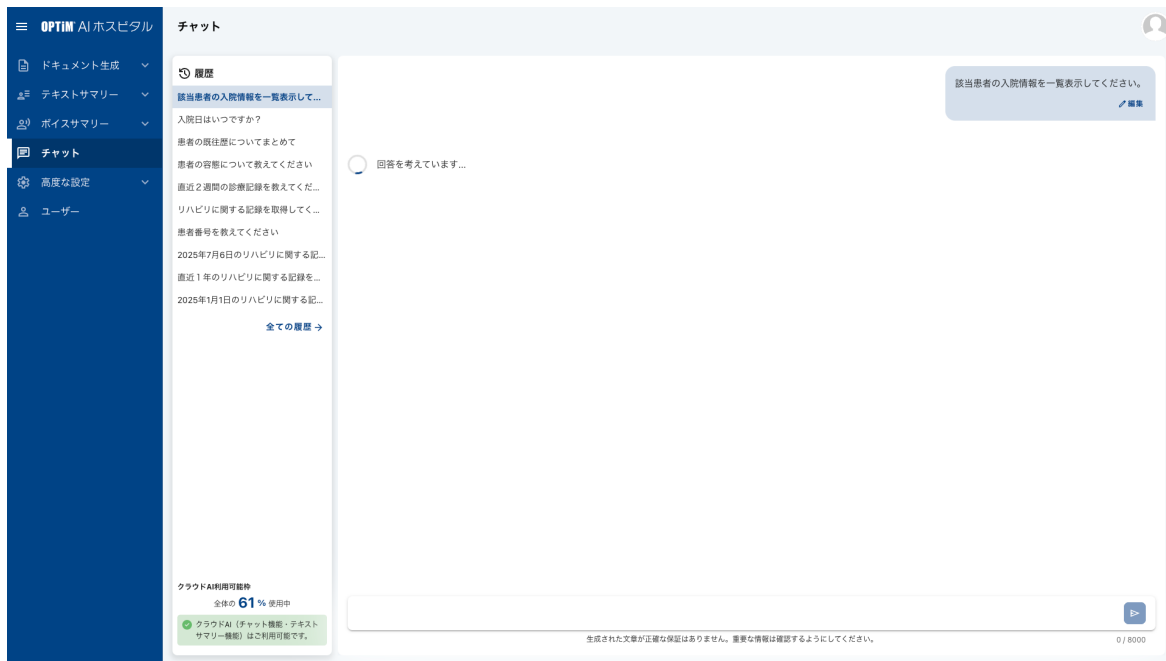 OPTiM AI ホスピタル
ドキュメント生成
テキストサマリー
ボイスサマリー
チャット
高度な設定
ユーザー
チャット
履歴
該当患者の入院情報を一覧表示して...
入院日はいつですか？
患者の既往歴についてまとめて
患者の容態について教えてください
直近２週間の診療記録を教えてくだ...
リハビリに関する記録を取得してく...
患者番号を教えてください
2025年7月6日のリハビリに関する記...
直近１年のリハビリに関する記録を...
2025年1月1日のリハビリに関する記...
全ての履歴
クラウドAI利用可能枠
全体の 61 % 使用中
クラウドAI（チャット機能・テキスト
サマリー機能）はご利用可能です。
該当患者の入院情報を一覧表示してください。
編集
回答を考えています...
生成された文章が正確な保証はありません。重要な情報は確認するようにしてください。
0 / 8000